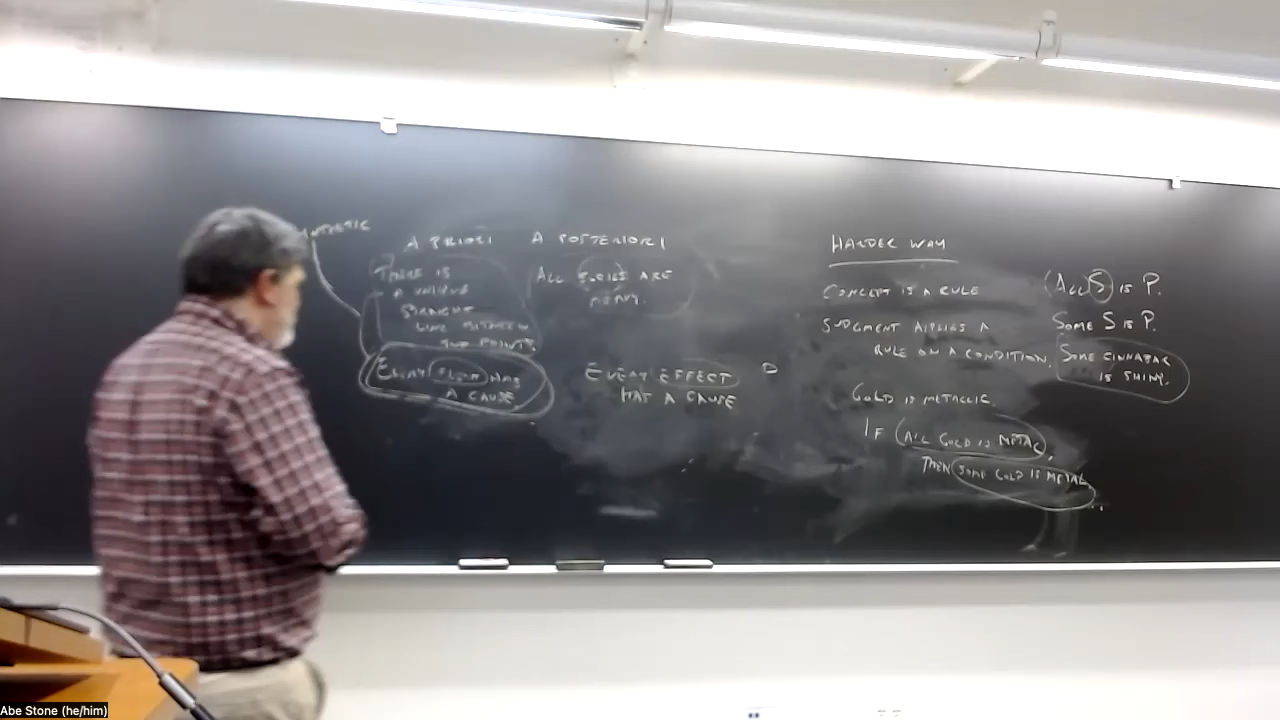 A PRIORI A POSTERIORI
THERE IS
A UNIQUE
STRAIGHT
LINE BETWEEN
TWO POINTS.
ALL BODIES ARE
HEAVY.
EVERY EVENT HAS
A CAUSE.
EVERY EFFECT
HAS A CAUSE
HARDER WAY
CONCEPT IS A RULE
JUDGMENT APPLIES A
RULE ON A CONDITION.
GOLD IS METALLIC.
IF ALL GOLD IS METAL,
THEN SOME GOLD IS METAL
(ALL S IS P.
SOME S IS P.
SOME CINNABAR
IS SHINY.
Abe Stone (he/him)